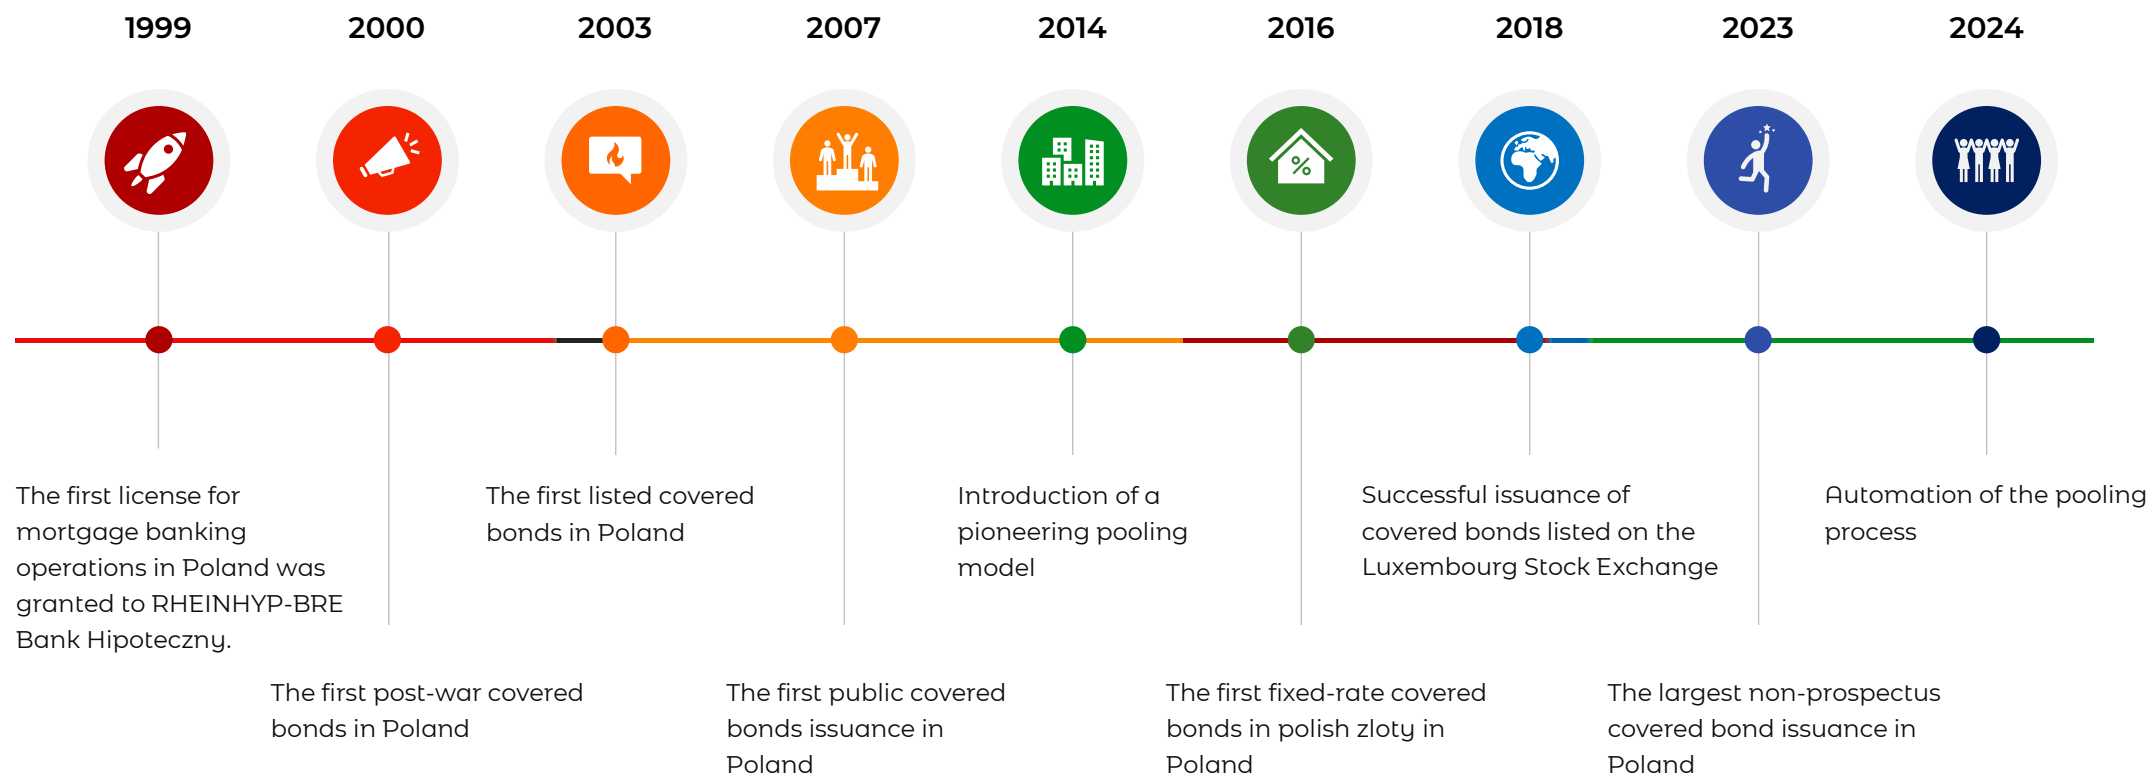 1999
2000
2003
2007
2014
2016
2018
2023
2024
%
The first license for
mortgage banking
operations in Poland was
granted to RHEINHYP-BRE
Bank Hipoteczny.
The first post-war covered
bonds in Poland
The first listed covered
bonds in Poland
The first public covered
bonds issuance in
Poland
Introduction of a
pioneering pooling
model
The first fixed-rate covered
bonds in polish zloty in
Poland
Successful issuance of
covered bonds listed on the
Luxembourg Stock Exchange
The largest non-prospectus
covered bond issuance in
Poland
Automation of the pooling
process